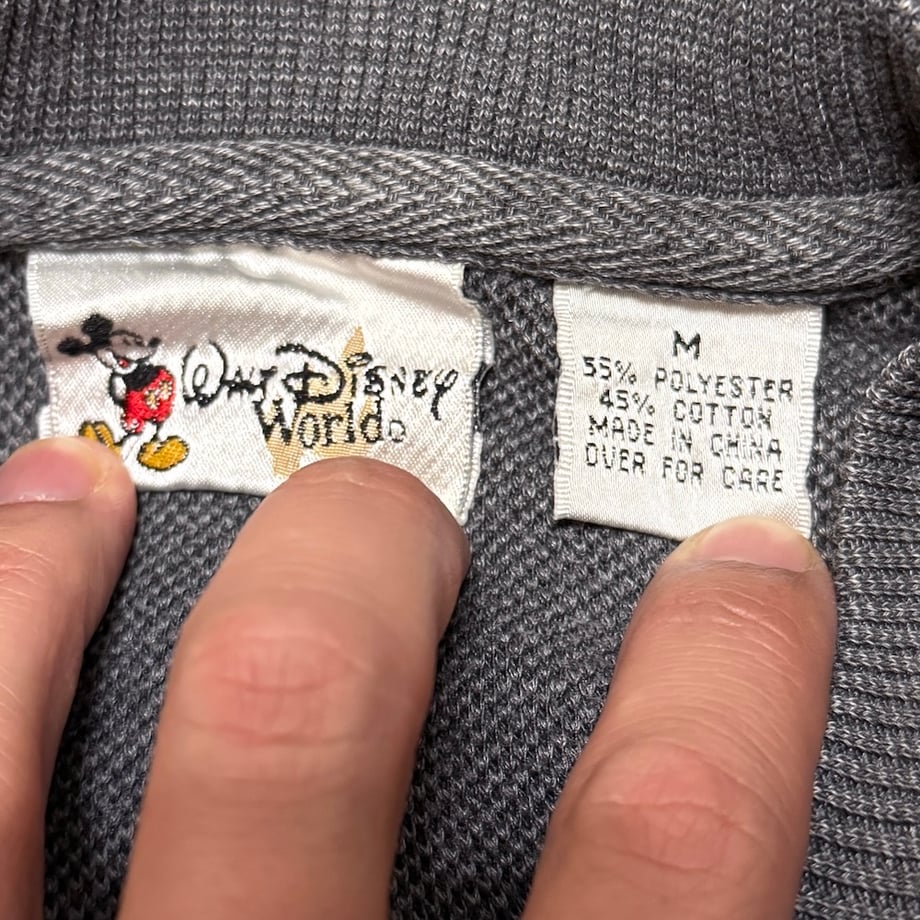 WALT DISNEY
World®
M
55% POLYESTER
45% COTTON
MADE IN CHINA
OVER FOR CARE